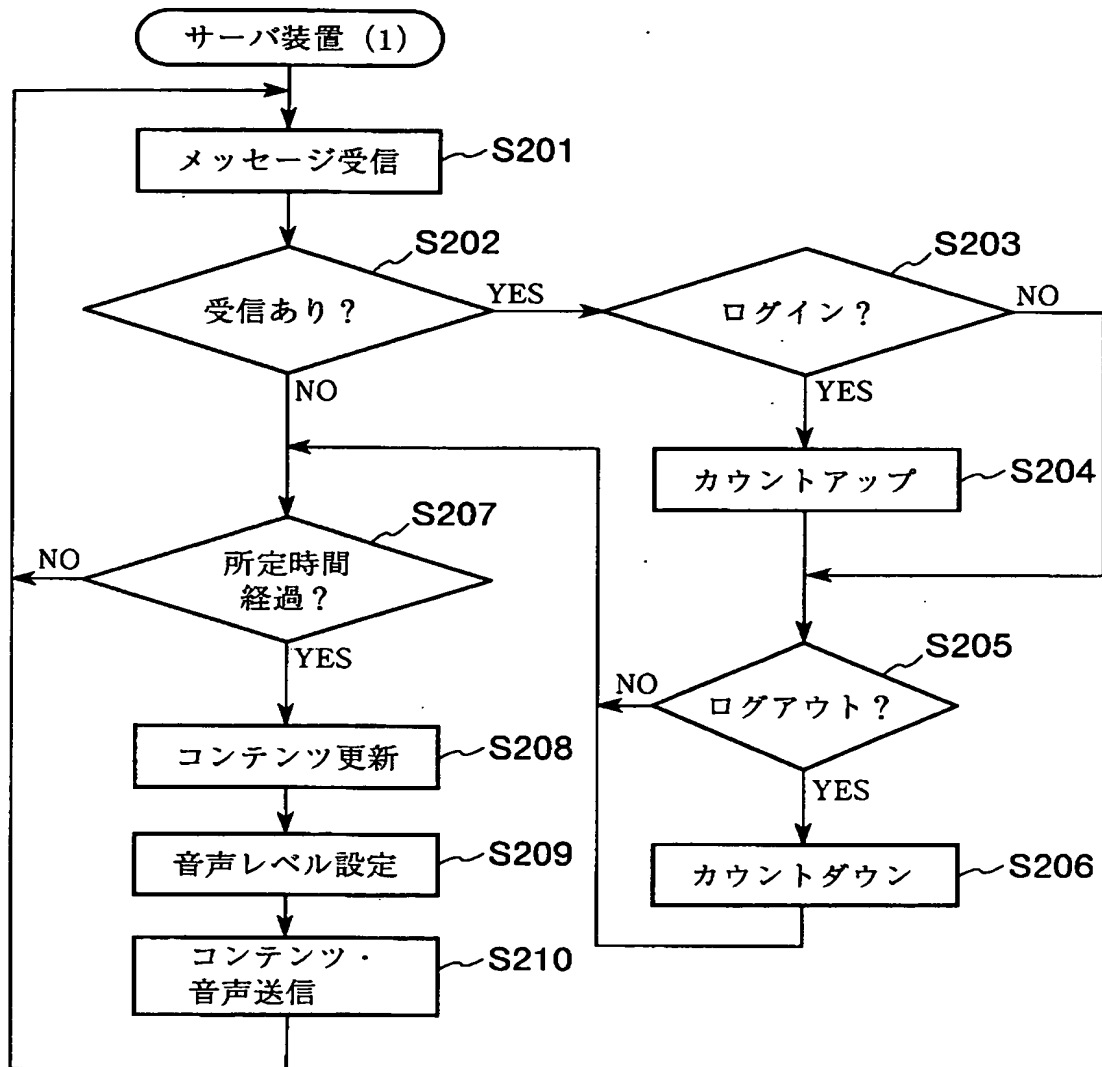 サーバ装置 (1)
メッセージ受信
S201
S202
受信あり？
YES
NO
S203
ログイン？
NO
YES
カウントアップ
S204
S207
所定時間
経過？
NO
YES
S205
ログアウト？
NO
YES
コンテンツ更新
S208
音声レベル設定
S209
カウントダウン
S206
コンテンツ・
音声送信
S210